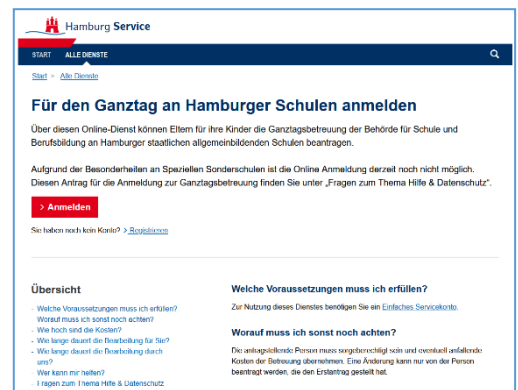 Hamburg Service
START ALLE DIENSTE
Start > Alle Dienste
Für den Ganztag an Hamburger Schulen anmelden
Über diesen Online-Dienst können Eltern für ihre Kinder die Ganztagsbetreuung der Behörde für Schule und
Berufsbildung an Hamburger staatlichen allgemeinbildenden Schulen beantragen.
Aufgrund der Besonderheiten an Speziellen Sonderschulen ist die Online Anmeldung derzeit noch nicht möglich.
Diesen Antrag für die Anmeldung zur Ganztagsbetreuung finden Sie unter „Fragen zum Thema Hilfe & Datenschutz".
> Anmelden
Sie haben noch kein Konto? > Registrieren
Übersicht
- Welche Voraussetzungen muss ich erfüllen?
Worauf muss ich sonst noch achten?
- Wie hoch sind die Kosten?
- Wie lange dauert die Bearbeitung für Sie?
- Wie lange dauert die Bearbeitung durch
uns?
Wer kann mir helfen?
- Fragen zum Thema Hilfe & Datenschutz
Welche Voraussetzungen muss ich erfüllen?
Zur Nutzung dieses Dienstes benötigen Sie ein Einfaches Servicekonto.
Worauf muss ich sonst noch achten?
Die antragstellende Person muss sorgeberechtigt sein und eventuell anfallende
Kosten der Betreuung übernehmen. Eine Änderung kann nur von der Person
beantragt werden, die den Erstantrag gestellt hat.